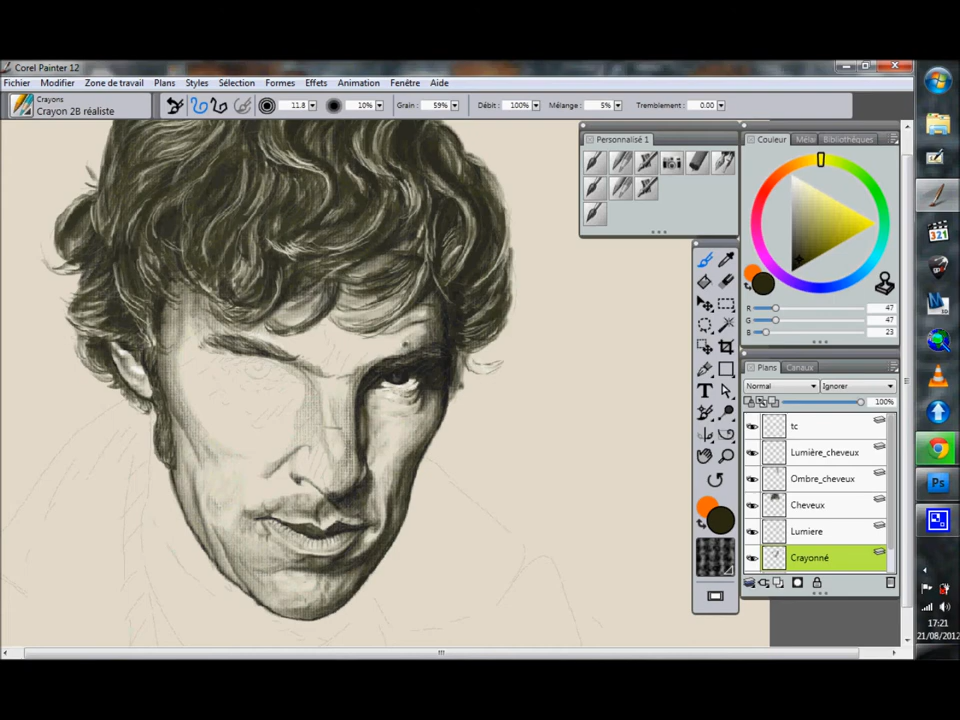 Corel Painter 12
Fichier Modifier Zone de travail Plans Styles Sélection Formes Effets Animation Fenêtre Aide
Crayons
Crayon 2B réaliste
11.8 10% Grain: 59% Débit: 100% Mélange: 5% Tremblement: 0.00
Personnalisé 1
Couleur Méla Bibliothèques
R 47
G 47
B 23
Plans Canaux
Normal Ignorer
100%
tc
Lumière_cheveux
Ombre_cheveux
Cheveux
Lumiere
Crayonné
321
Ps
17:21
21/08/2012